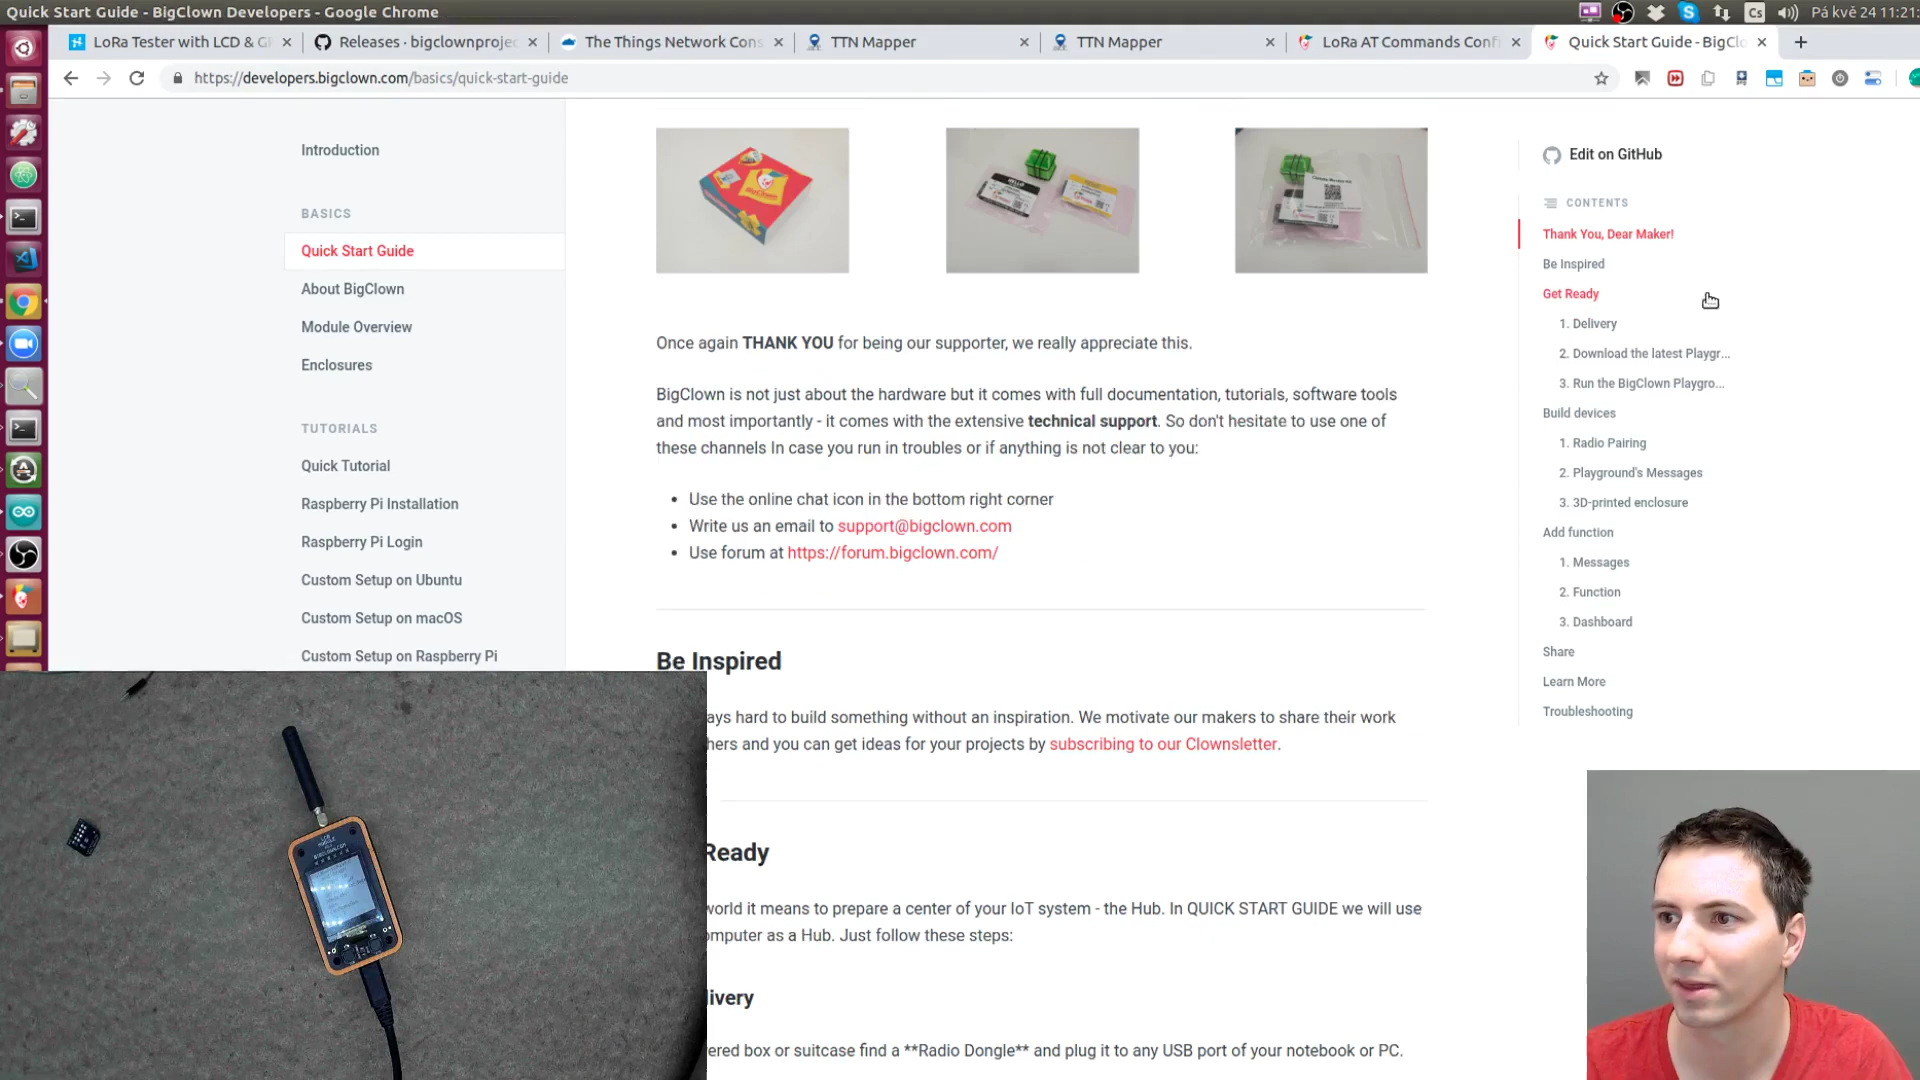 Quick Start Guide - BigClown Developers - Google Chrome
Cs
Pá kvě 24 11:21
LoRa Tester with LCD & G
Releases · bigclownproje
The Things Network Cons
TTN Mapper
TTN Mapper
LoRa AT Commands Conf
Quick Start Guide - BigClo
https://developers.bigclown.com/basics/quick-start-guide
Introduction
BASICS
Quick Start Guide
About BigClown
Module Overview
Enclosures
TUTORIALS
Quick Tutorial
Raspberry Pi Installation
Raspberry Pi Login
Custom Setup on Ubuntu
Custom Setup on macOS
Custom Setup on Raspberry Pi
Once again THANK YOU for being our supporter, we really appreciate this.
BigClown is not just about the hardware but it comes with full documentation, tutorials, software tools
and most importantly - it comes with the extensive technical support. So don't hesitate to use one of
these channels In case you run in troubles or if anything is not clear to you:
• Use the online chat icon in the bottom right corner
• Write us an email to support@bigclown.com
• Use forum at https://forum.bigclown.com/
Be Inspired
ays hard to build something without an inspiration. We motivate our makers to share their work
hers and you can get ideas for your projects by subscribing to our Clownsletter.
Ready
world it means to prepare a center of your IoT system - the Hub. In QUICK START GUIDE we will use
omputer as a Hub. Just follow these steps:
livery
ered box or suitcase find a **Radio Dongle** and plug it to any USB port of your notebook or PC.
Edit on GitHub
CONTENTS
Thank You, Dear Maker!
Be Inspired
Get Ready
1. Delivery
2. Download the latest Playgr...
3. Run the BigClown Playgro...
Build devices
1. Radio Pairing
2. Playground's Messages
3. 3D-printed enclosure
Add function
1. Messages
2. Function
3. Dashboard
Share
Learn More
Troubleshooting
LCD
MODULE
BIGCLOWN.COM